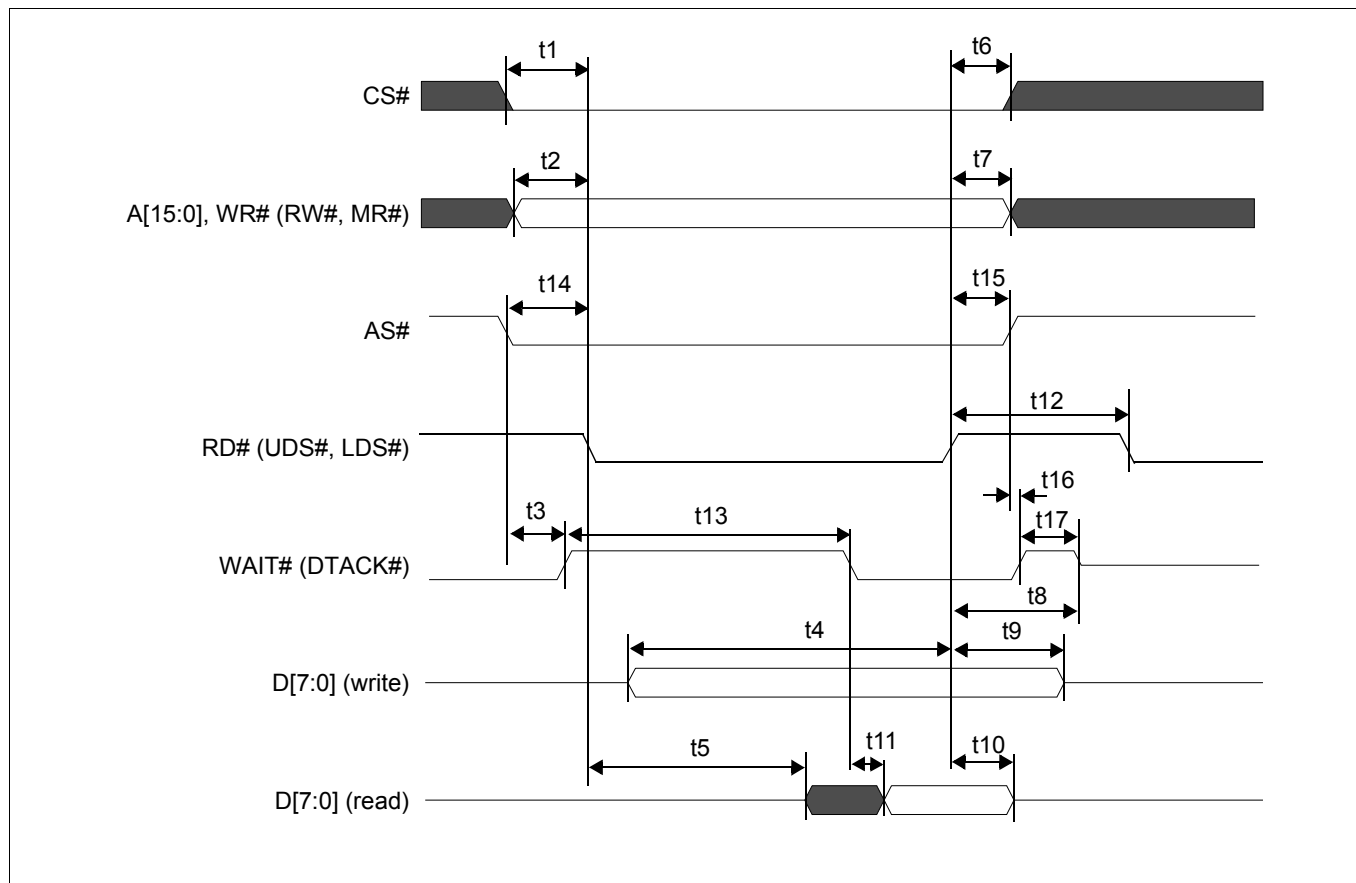 t1
t6
CS#
t2
t7
A[15:0], WR# (RW#, MR#)
t14
t15
AS#
t12
RD# (UDS#, LDS#)
t16
t3
t13
t17
WAIT# (DTACK#)
t8
t4
t9
D[7:0] (write)
t5
t11
t10
D[7:0] (read)